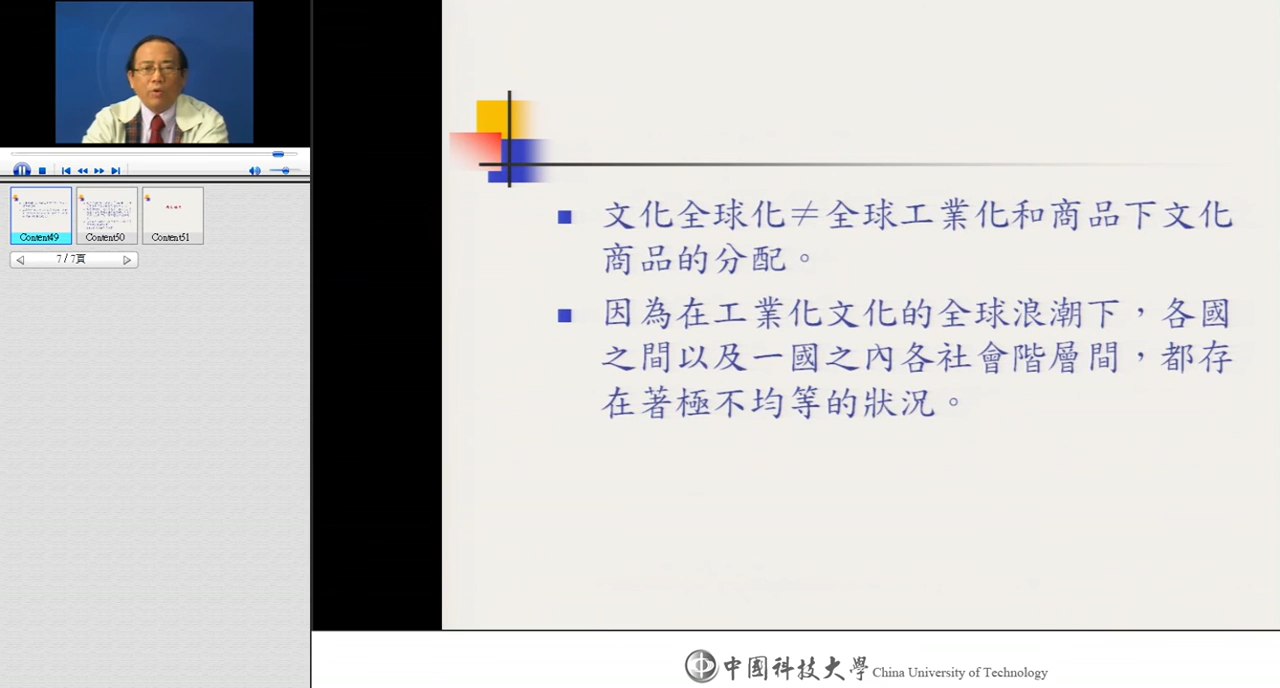 文化全球化≠全球工業化和商品下文化
商品的分配。
因為在工業化文化的全球浪潮下，各國
之間以及一國之內各社會階層間，都存
在著極不均等的狀況。
Content49
Content50
Content51
7 / 7頁
中國科技大學 China University of Technology